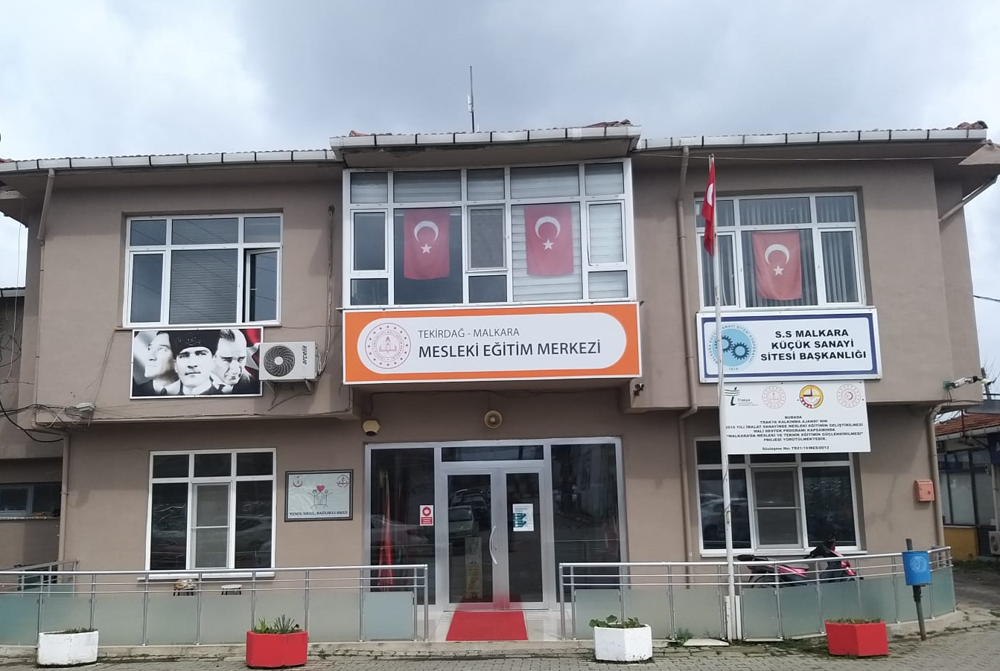 TEKİRDAĞ - MALKARA
MESLEKİ EĞİTİM MERKEZİ
S.S MALKARA
KÜÇÜK SANAYİ
SİTESİ BAŞKANLIĞI
arcelik
Trakya
BURADA
TRAKYA KALKINMA AJANSI' NIN
2019 YILI İMALAT SANAYİNDE MESLEKİ EĞİTİMİN GELİŞTİRİLMESİ
MALİ DESTEK PROGRAMI KAPSAMINDA
"MALKARA'DA MESLEKİ VE TEKNİK EĞİTİMİN GÜÇLENDİRİLMESİ"
PROJESİ YÜRÜTÜLMEKTEDİR.
Sözleşme No: TR21/19/MES/0012
TEMİZ OKUL, SAĞLIKLI OKUL